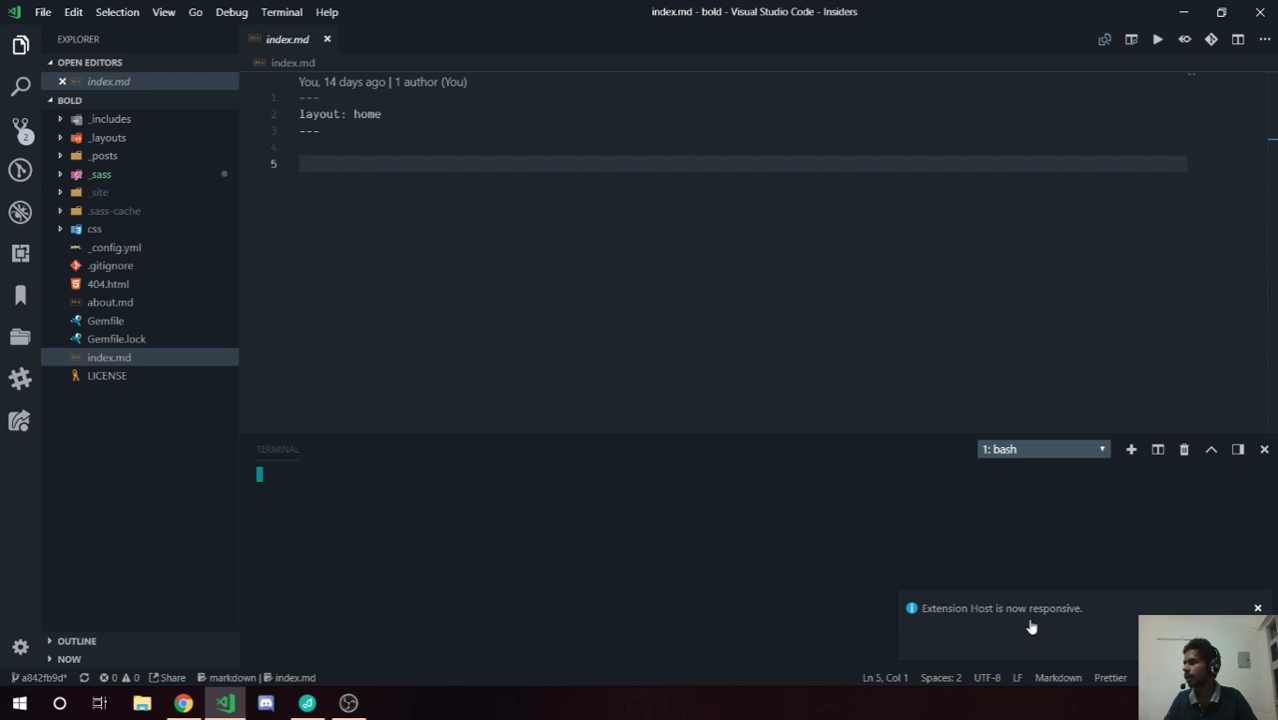 File Edit Selection View Go Debug Terminal Help
index.md - bold - Visual Studio Code - Insiders
EXPLORER
OPEN EDITORS
index.md
BOLD
_includes
_layouts
_posts
_sass
_site
.sass-cache
css
_config.yml
.gitignore
404.html
about.md
Gemfile
Gemfile.lock
index.md
LICENSE
OUTLINE
NOW
2
index.md
index.md
You, 14 days ago | 1 author (You)
1 ---
2 layout: home
3 ---
4
5
TERMINAL
1: bash
Extension Host is now responsive.
a842fb9d* 0 0 Share markdown | index.md
Ln 5, Col 1 Spaces: 2 UTF-8 LF Markdown Prettier